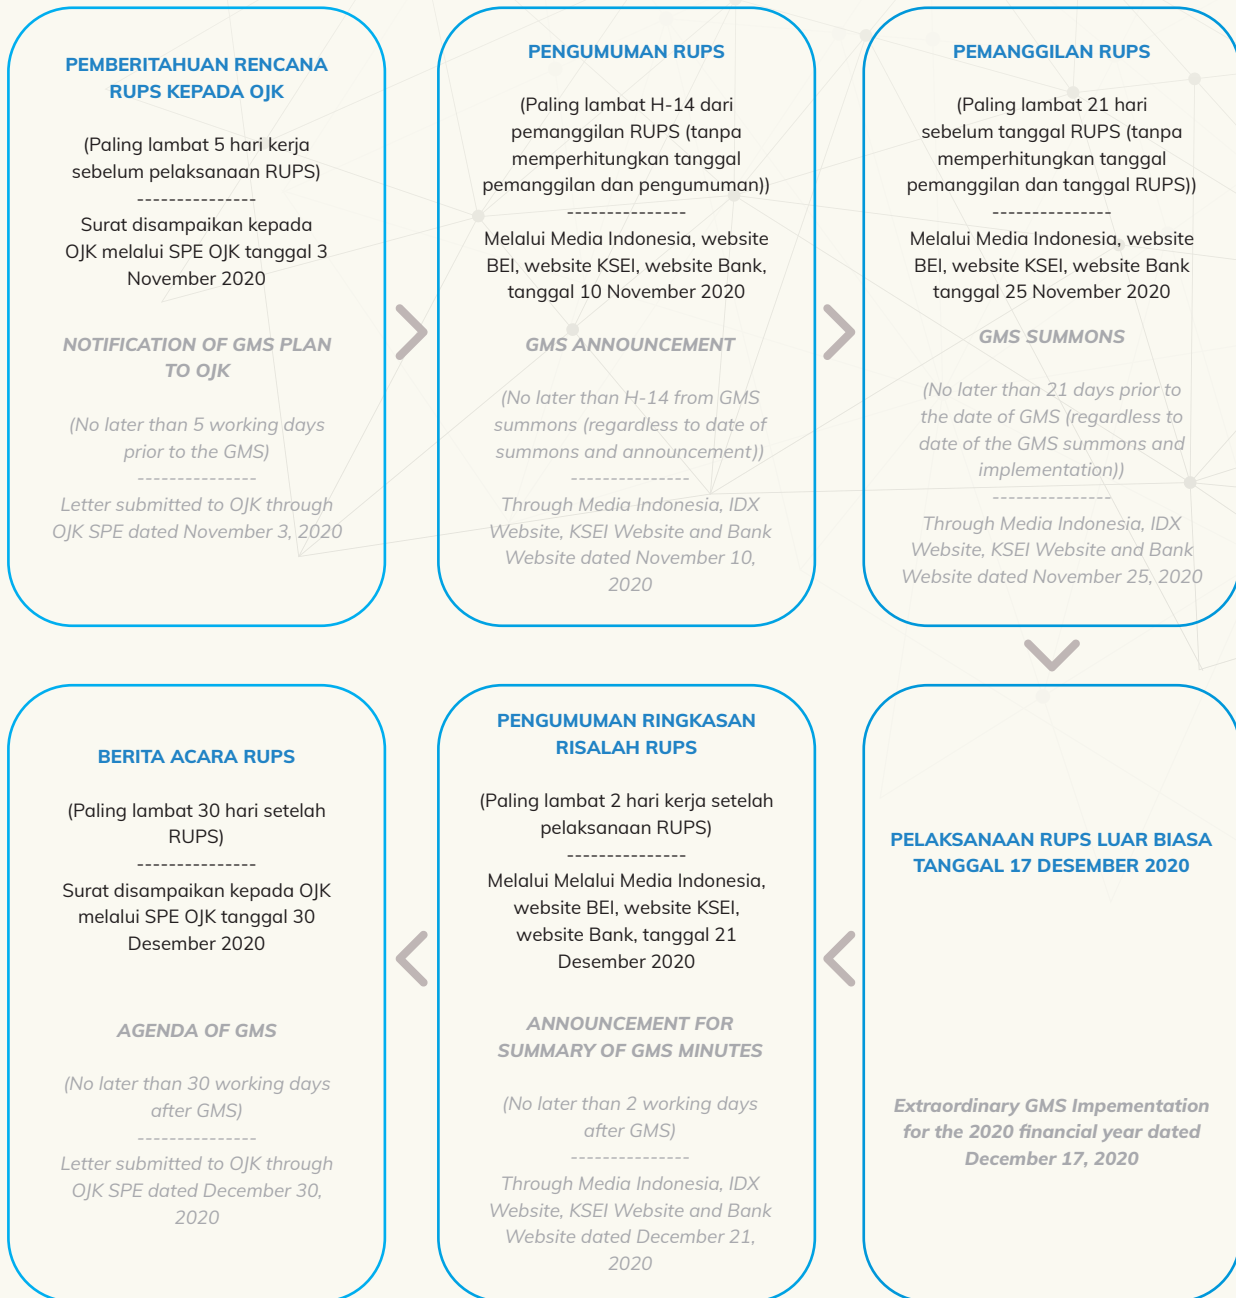 PEMBERITAHUAN RENCANA
RUPS KEPADA OJK
(Paling lambat 5 hari kerja
sebelum pelaksanaan RUPS)
---------------
Surat disampaikan kepada
OJK melalui SPE OJK tanggal 3
November 2020
NOTIFICATION OF GMS PLAN
TO OJK
(No later than 5 working days
prior to the GMS)
---------------
Letter submitted to OJK through
OJK SPE dated November 3, 2020
PENGUMUMAN RUPS
(Paling lambat H-14 dari
pemanggilan RUPS (tanpa
memperhitungkan tanggal
pemanggilan dan pengumuman))
---------------
Melalui Media Indonesia, website
BEI, website KSEI, website Bank,
tanggal 10 November 2020
GMS ANNOUNCEMENT
(No later than H-14 from GMS
summons (regardless to date of
summons and announcement))
---------------
Through Media Indonesia, IDX
Website, KSEI Website and Bank
Website dated November 10,
2020
PEMANGGILAN RUPS
(Paling lambat 21 hari
sebelum tanggal RUPS (tanpa
memperhitungkan tanggal
pemanggilan dan tanggal RUPS))
---------------
Melalui Media Indonesia, website
BEI, website KSEI, website Bank
tanggal 25 November 2020
GMS SUMMONS
(No later than 21 days prior to
the date of GMS (regardless to
date of the GMS summons and
implementation))
---------------
Through Media Indonesia, IDX
Website, KSEI Website and Bank
Website dated November 25, 2020
PELAKSANAAN RUPS LUAR BIASA
TANGGAL 17 DESEMBER 2020
Extraordinary GMS Impementation
for the 2020 financial year dated
December 17, 2020
PENGUMUMAN RINGKASAN
RISALAH RUPS
(Paling lambat 2 hari kerja setelah
pelaksanaan RUPS)
---------------
Melalui Melalui Media Indonesia,
website BEI, website KSEI,
website Bank, tanggal 21
Desember 2020
ANNOUNCEMENT FOR
SUMMARY OF GMS MINUTES
(No later than 2 working days
after GMS)
---------------
Through Media Indonesia, IDX
Website, KSEI Website and Bank
Website dated December 21,
2020
BERITA ACARA RUPS
(Paling lambat 30 hari setelah
RUPS)
---------------
Surat disampaikan kepada OJK
melalui SPE OJK tanggal 30
Desember 2020
AGENDA OF GMS
(No later than 30 working days
after GMS)
---------------
Letter submitted to OJK through
OJK SPE dated December 30,
2020